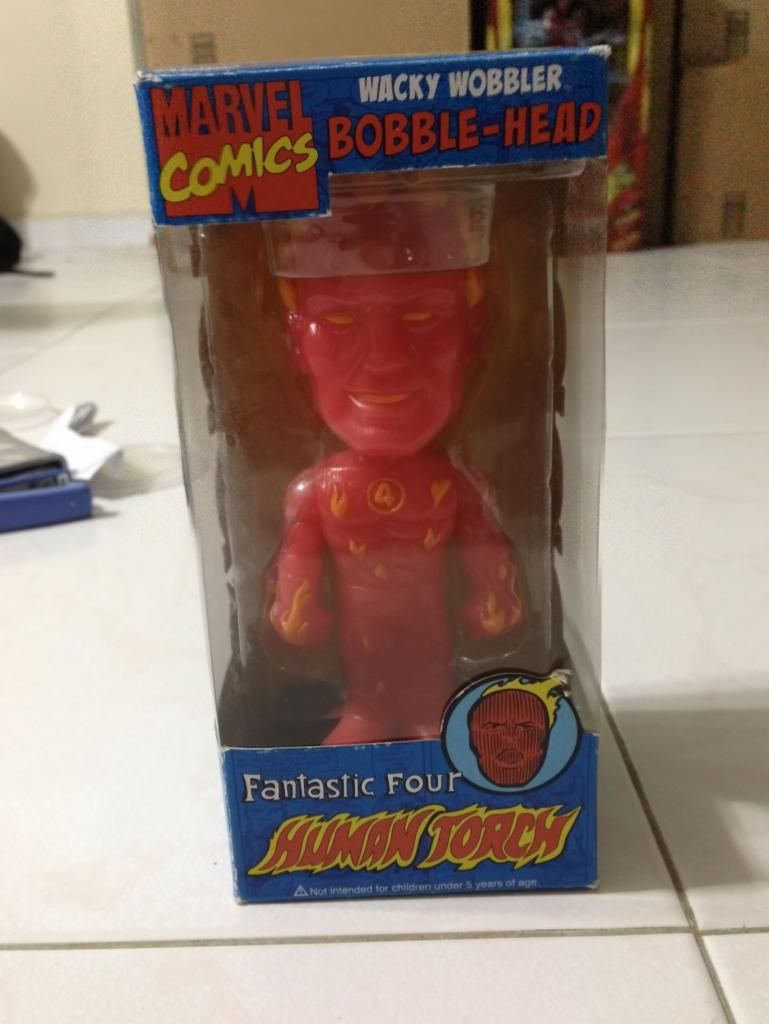 MARVEL
COMICS
M
WACKY WOBBLER
BOBBLE-HEAD
4
Fantastic Four
HUMAN TORCH
⚠ Not intended for children under 5 years of age.